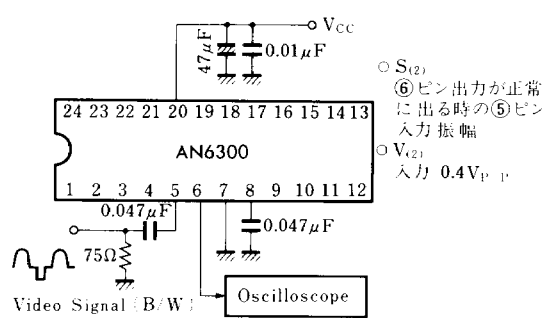 VCC
47μF
0.01μF
○ S(2)
⑥ピン出力が正常
に出る時の⑤ピン
入力振幅
○ V(2)
入力 0.4VP-P
24 23 22 21 20 19 18 17 16 15 14 13
AN6300
1 2 3 4 5 6 7 8 9 10 11 12
0.047μF
0.047μF
75Ω
Oscilloscope
Video Signal (B/W)